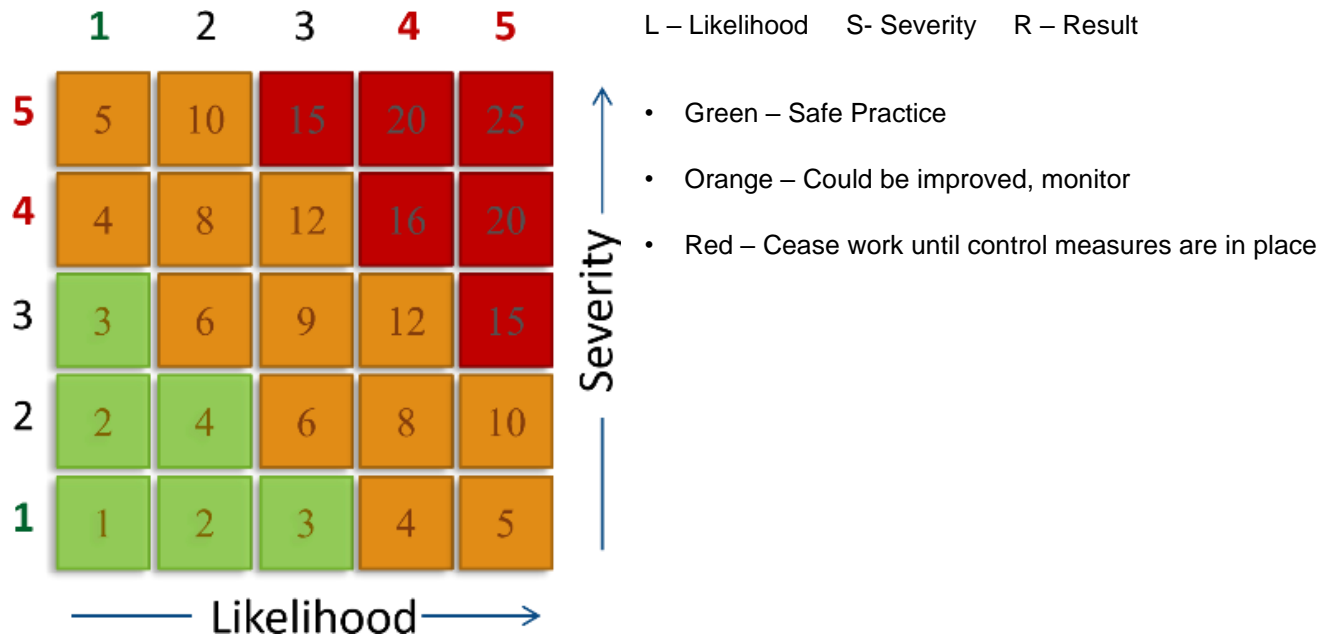 1 2 3 4 5
5 5 10 15 20 25
4 4 8 12 16 20
3 3 6 9 12 15
2 2 4 6 8 10
1 1 2 3 4 5
Likelihood
Severity
L – Likelihood S- Severity R – Result
• Green – Safe Practice
• Orange – Could be improved, monitor
• Red – Cease work until control measures are in place